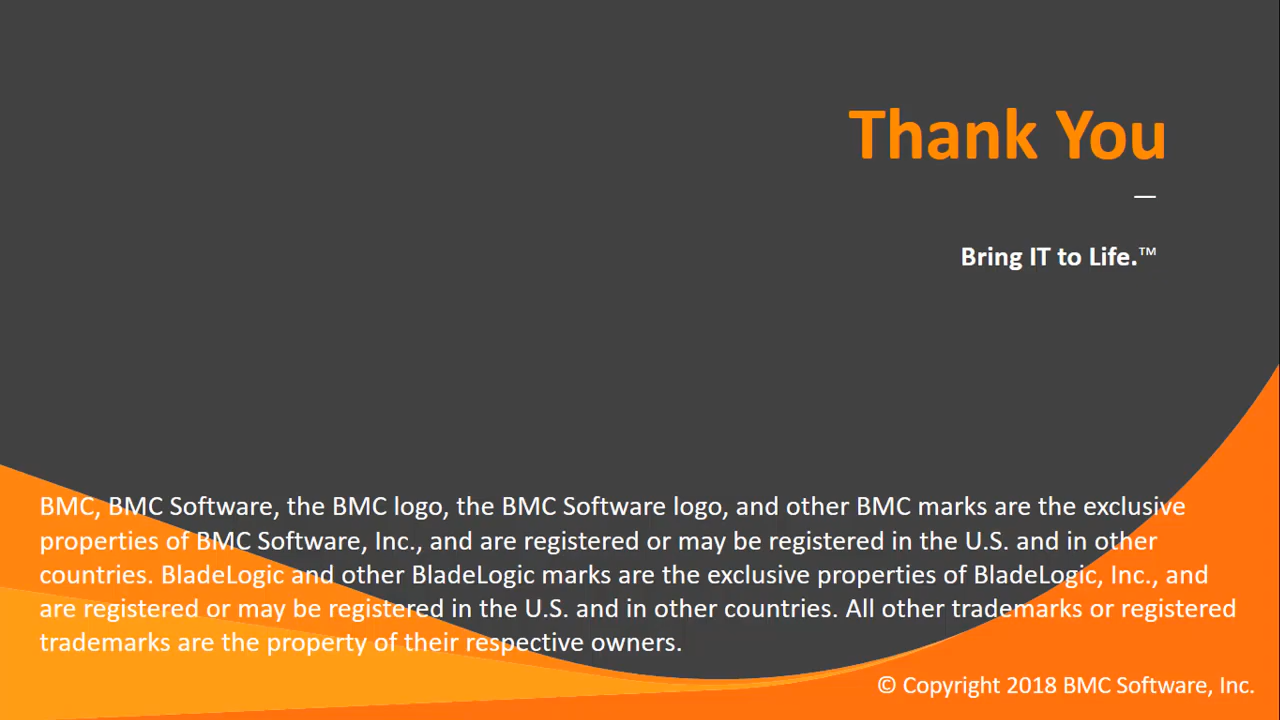 Thank You
—
Bring IT to Life.™
BMC, BMC Software, the BMC logo, the BMC Software logo, and other BMC marks are the exclusive
properties of BMC Software, Inc., and are registered or may be registered in the U.S. and in other
countries. BladeLogic and other BladeLogic marks are the exclusive properties of BladeLogic, Inc., and
are registered or may be registered in the U.S. and in other countries. All other trademarks or registered
trademarks are the property of their respective owners.
© Copyright 2018 BMC Software, Inc.